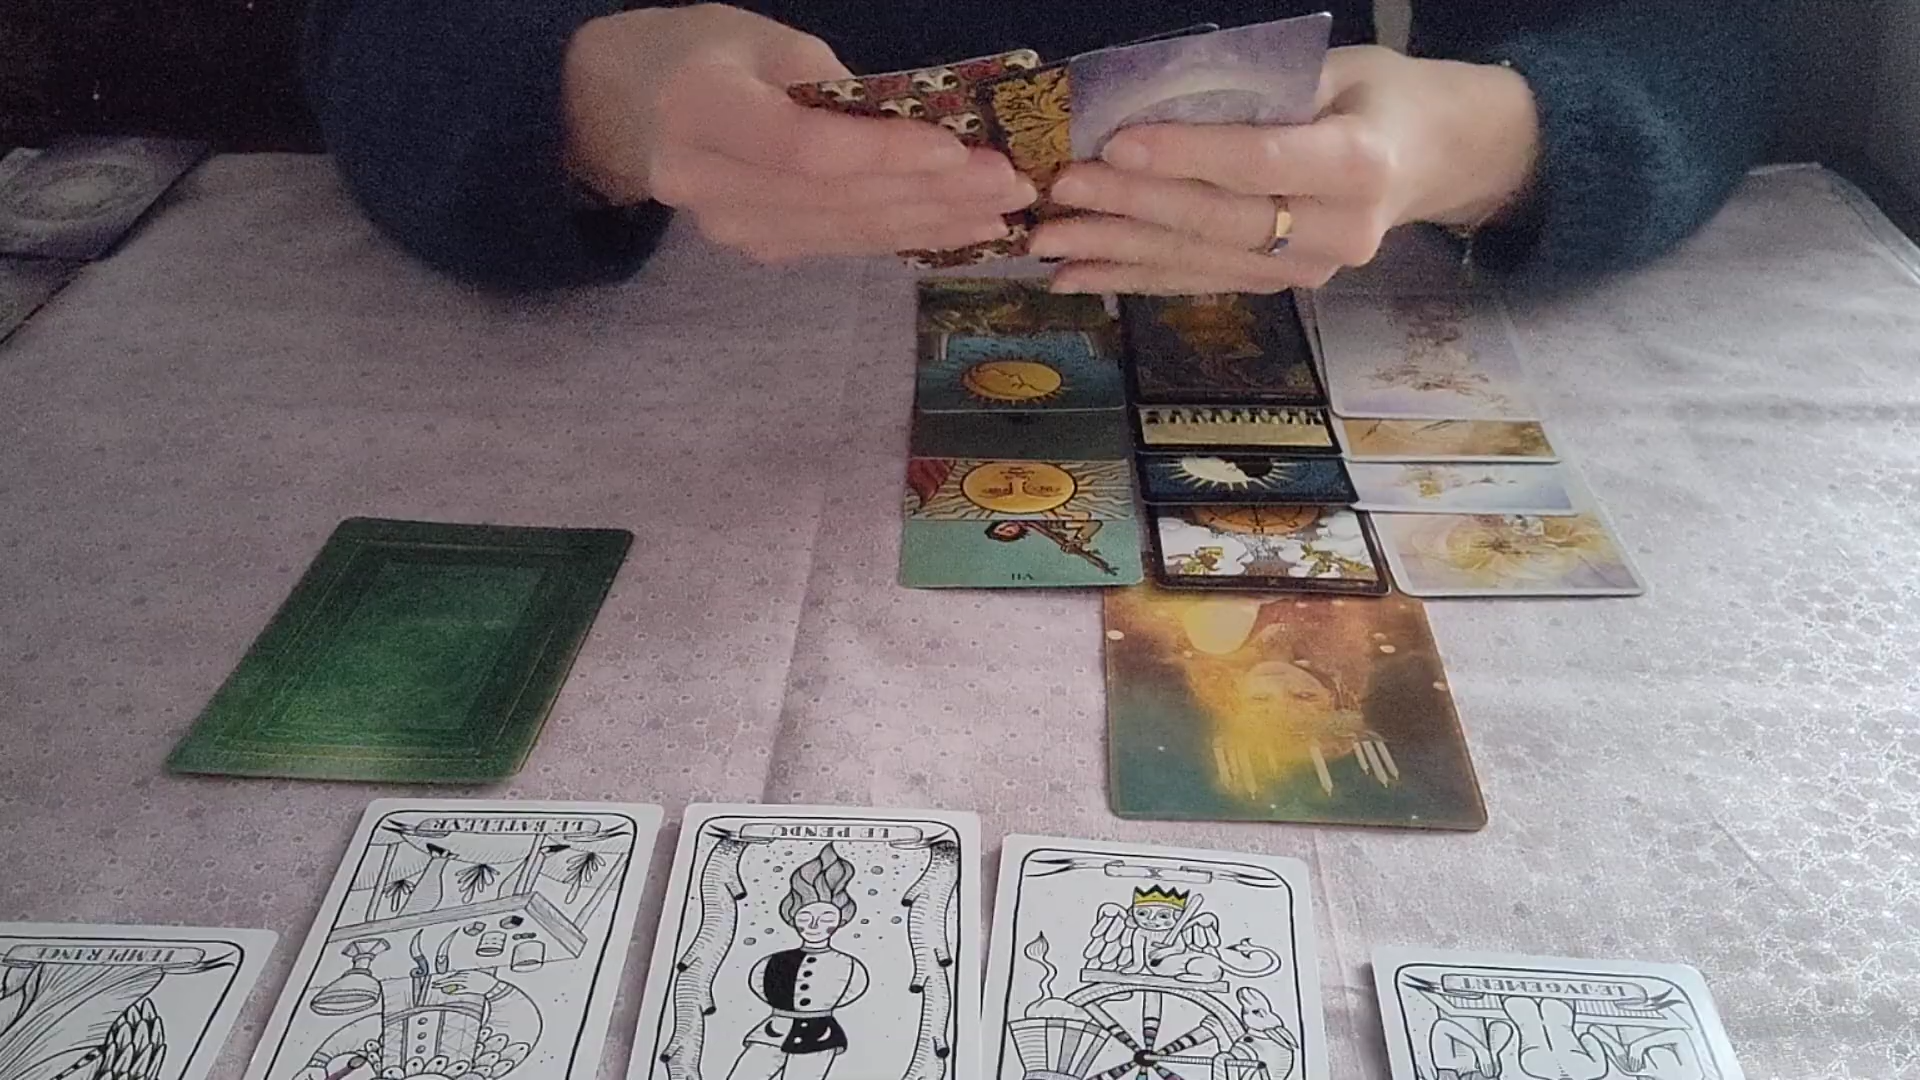 VII
X
LE BATELEUR
LE PENDU
X
TEMPERANCE
LE JUGEMENT